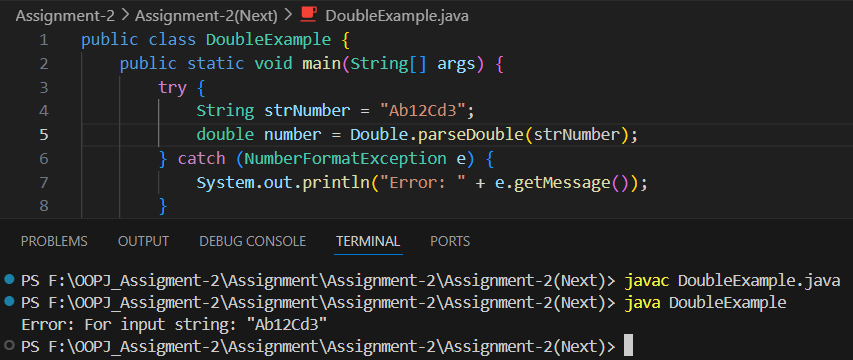 Assignment-2 > Assignment-2(Next) > DoubleExample.java
1 public class DoubleExample {
2     public static void main(String[] args) {
3         try {
4             String strNumber = "Ab12Cd3";
5             double number = Double.parseDouble(strNumber);
6         } catch (NumberFormatException e) {
7             System.out.println("Error: " + e.getMessage());
8         }
PROBLEMS OUTPUT DEBUG CONSOLE TERMINAL PORTS
PS F:\OOPJ_Assigment-2\Assignment\Assignment-2\Assignment-2(Next)> javac DoubleExample.java
PS F:\OOPJ_Assigment-2\Assignment\Assignment-2\Assignment-2(Next)> java DoubleExample
Error: For input string: "Ab12Cd3"
PS F:\OOPJ_Assigment-2\Assignment\Assignment-2\Assignment-2(Next)>